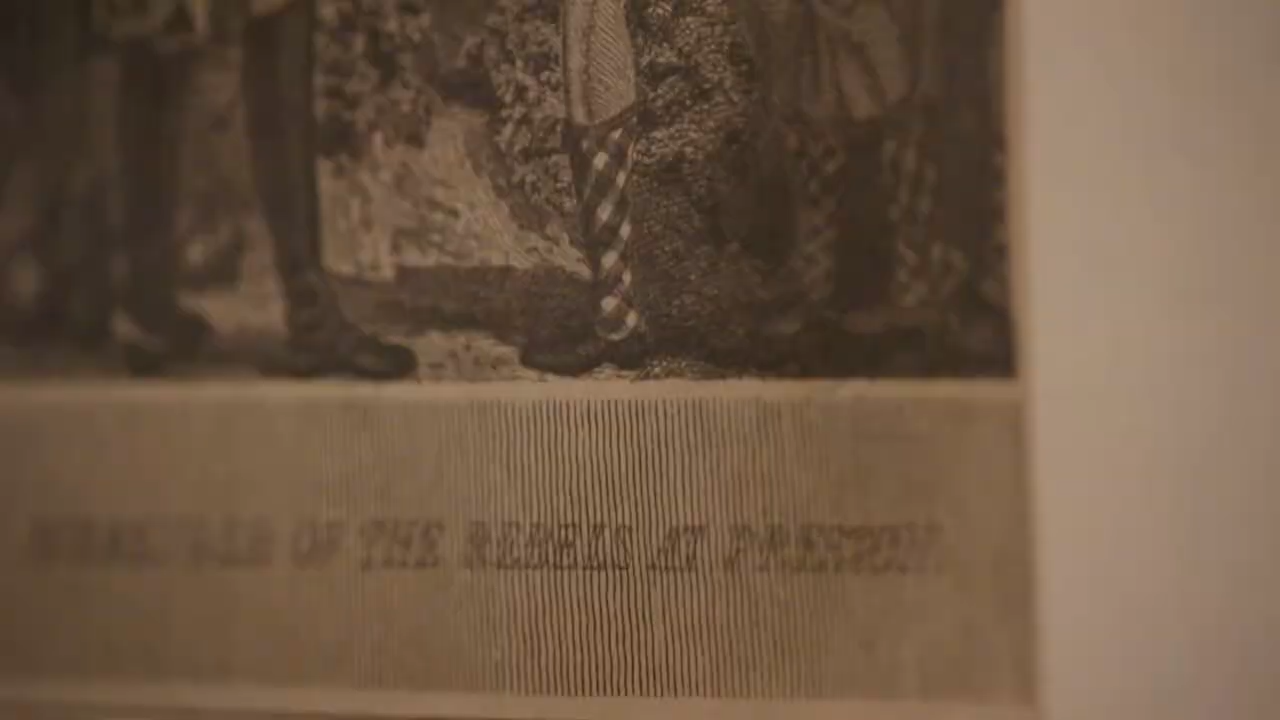 OF THE REBELS AT PRESTON.